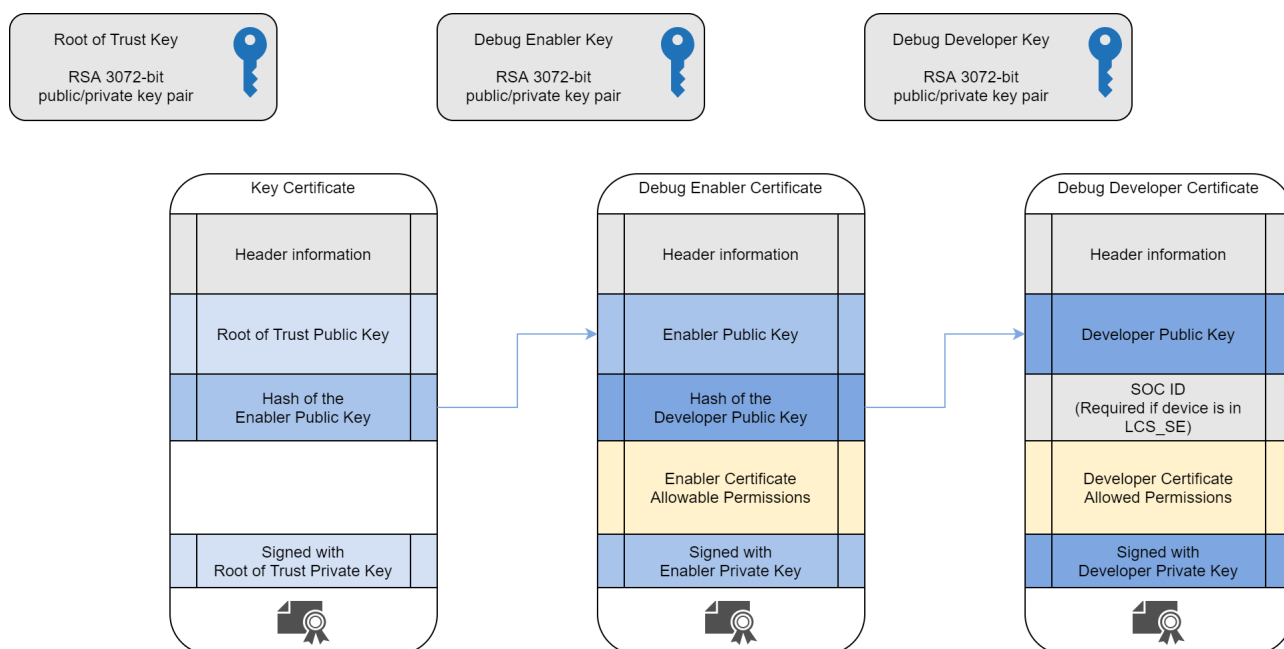 Root of Trust Key
RSA 3072-bit
public/private key pair
Debug Enabler Key
RSA 3072-bit
public/private key pair
Debug Developer Key
RSA 3072-bit
public/private key pair
Key Certificate
Header information
Root of Trust Public Key
Hash of the
Enabler Public Key
Signed with
Root of Trust Private Key
Debug Enabler Certificate
Header information
Enabler Public Key
Hash of the
Developer Public Key
Enabler Certificate
Allowable Permissions
Signed with
Enabler Private Key
Debug Developer Certificate
Header information
Developer Public Key
SOC ID
(Required if device is in
LCS_SE)
Developer Certificate
Allowed Permissions
Signed with
Developer Private Key